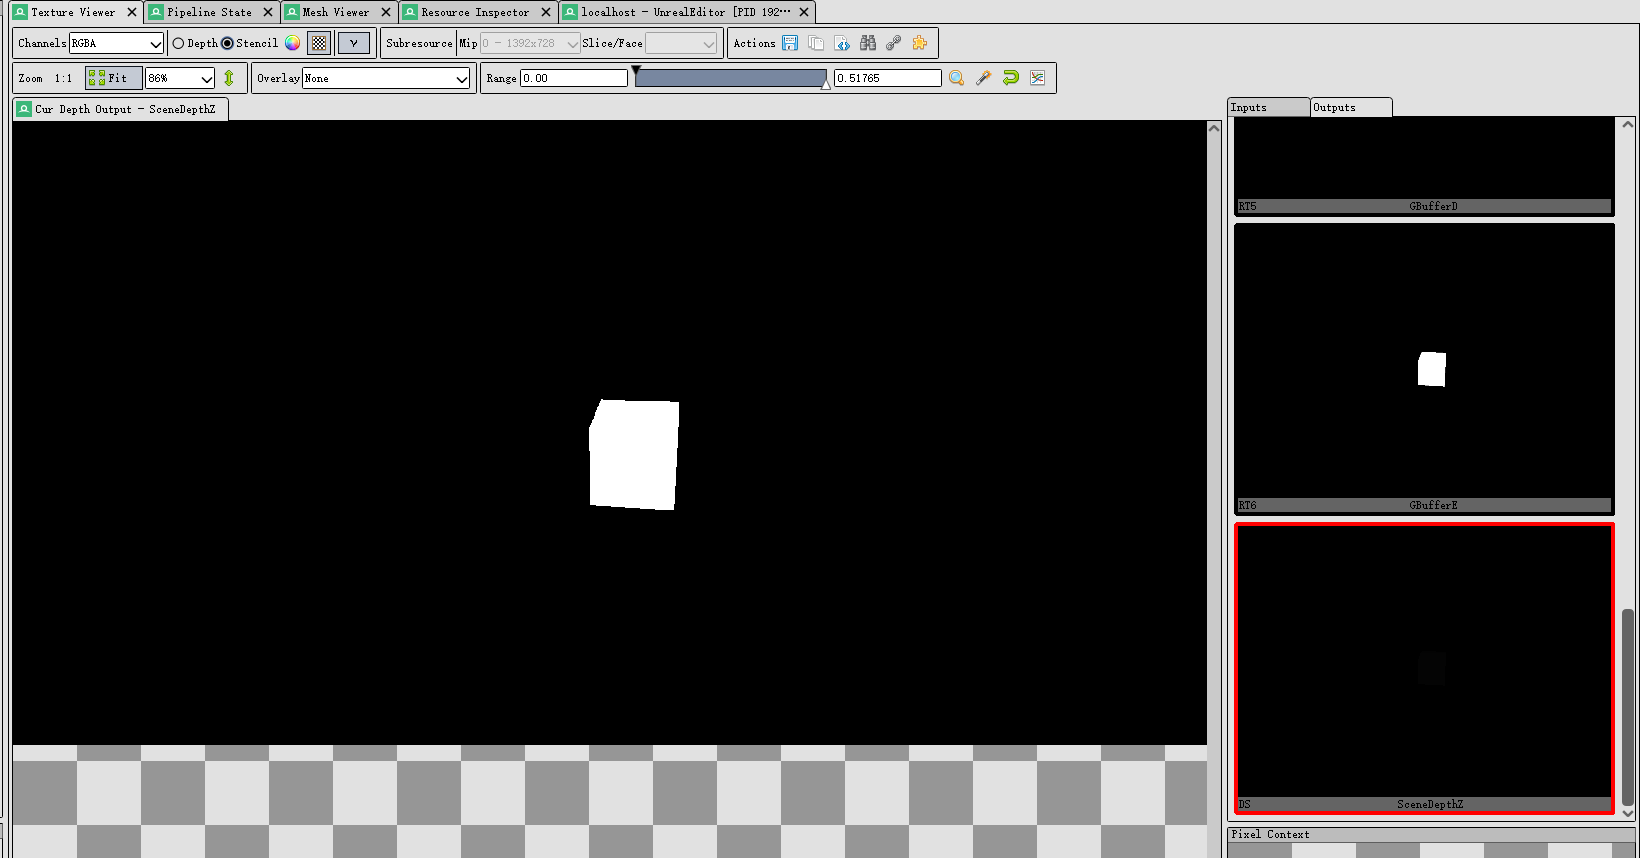 Texture Viewer Pipeline State Mesh Viewer Resource Inspector localhost - UnrealEditor [PID 192…
Channels RGBA Depth Stencil γ Subresource Mip 0 - 1392x728 Slice/Face Actions
Zoom 1:1 Fit 86% Overlay None Range 0.00 0.51765
Cur Depth Output - SceneDepthZ
Inputs Outputs
RT5 GBufferD
RT6 GBufferE
DS SceneDepthZ
Pixel Context